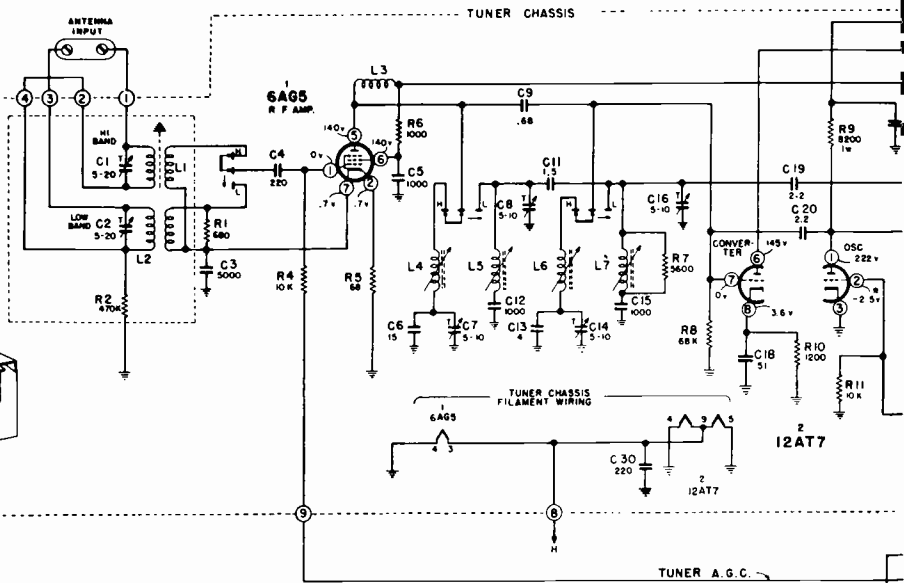 TUNER CHASSIS
ANTENNA
INPUT
4 3 2 1
HI
BAND
C1
5-20
T
L1
H
L
LOW
BAND
C2
5-20
T
L2
R1
680
C3
5000
R2
470K
C4
220
1
6AG5
R F AMP.
L3
140V
5
0V
1
6
140V
7
2
.7V
.7V
R6
1000
C5
1000
R4
10K
R5
68
C9
.68
C11
1.5
H
L
T
C8
5-10
H
L
C16
5-10
T
L4
L5
L6
L7
R7
5600
C6
15
T
C7
5-10
C12
1000
C13
4
T
C14
5-10
C15
1000
R8
68K
R9
8200
1W
C19
2.2
C20
2.2
CONVER-
TER
6
145V
7
0V
8
3.6V
OSC
1
222V
2
*
-2.5V
3
C18
51
R10
1200
R11
10K
2
12AT7
TUNER CHASSIS
FILAMENT WIRING
1
6AG5
4 3
C30
220
4 9 5
2
12AT7
9
8
H
TUNER A.G.C.